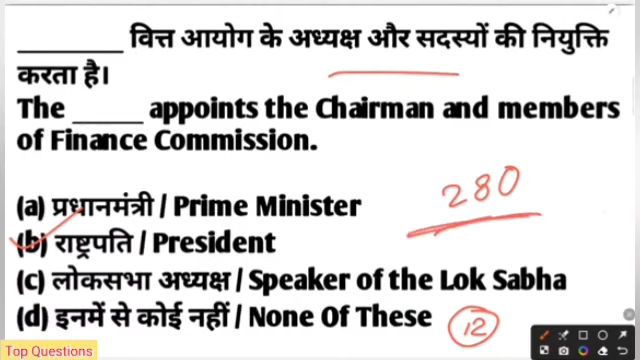 ______ वित्त आयोग के अध्यक्ष और सदस्यों की नियुक्ति
करता है।
The _____ appoints the Chairman and members
of Finance Commission.
280
(a) प्रधानमंत्री / Prime Minister
(b) राष्ट्रपति / President
(c) लोकसभा अध्यक्ष / Speaker of the Lok Sabha
(d) इनमें से कोई नहीं / None Of These
12
Top Questions